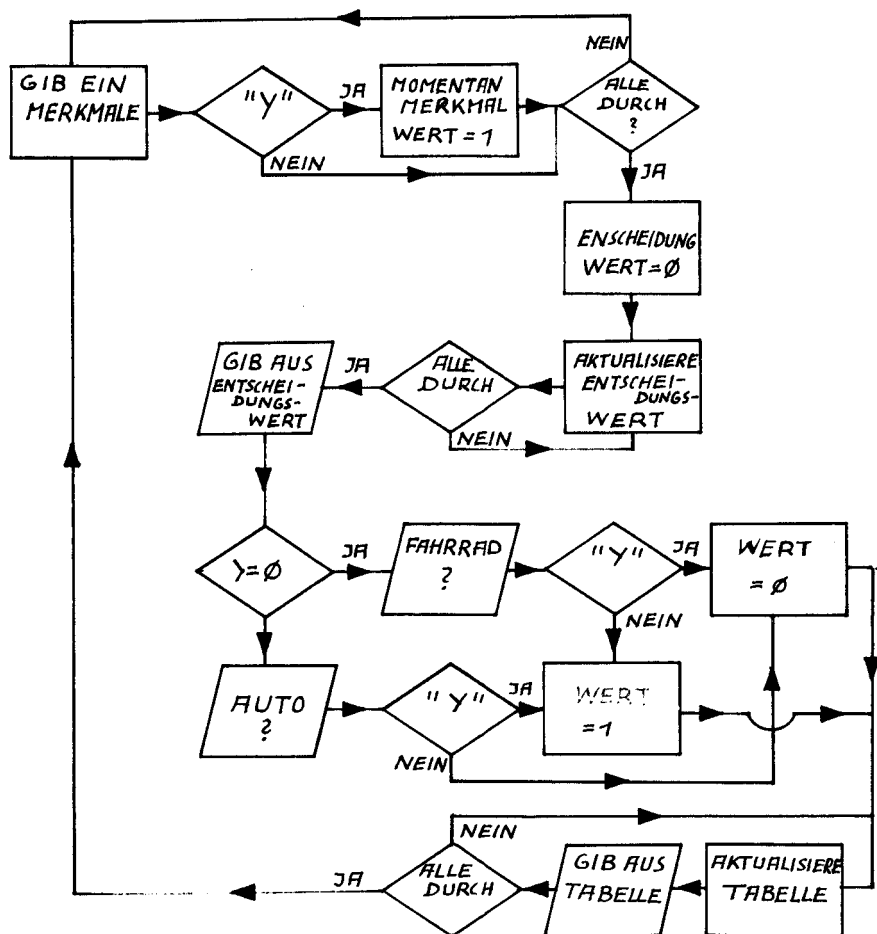 NEIN
GIB EIN
MERKMALE
"Y"
JA
MOMENTAN
MERKMAL
WERT=1
ALLE
DURCH
?
NEIN
JA
ENSCHEIDUNG
WERT=Ø
GIB AUS
ENTSCHEI-
DUNGS-
WERT
JA
ALLE
DURCH
AKTUALISIERE
ENTSCHEI-
DUNGS-
WERT
NEIN
Y=Ø
JA
FAHRRAD
?
"Y"
JA
WERT
=Ø
NEIN
AUTO
?
"Y"
JA
WERT
=1
NEIN
NEIN
JA
ALLE
DURCH
GIB AUS
TABELLE
AKTUALISIERE
TABELLE